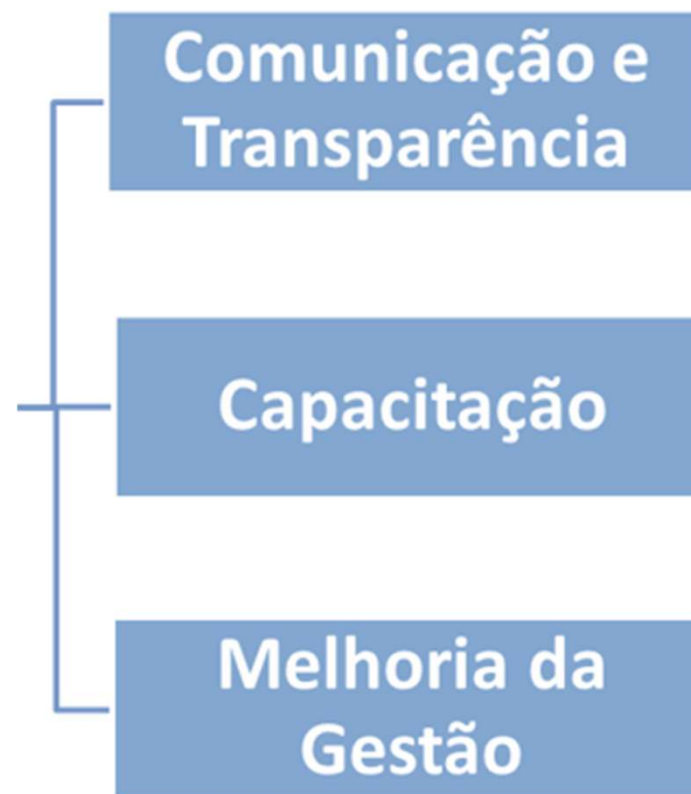 Comunicação e
Transparência
Capacitação
Melhoria da
Gestão